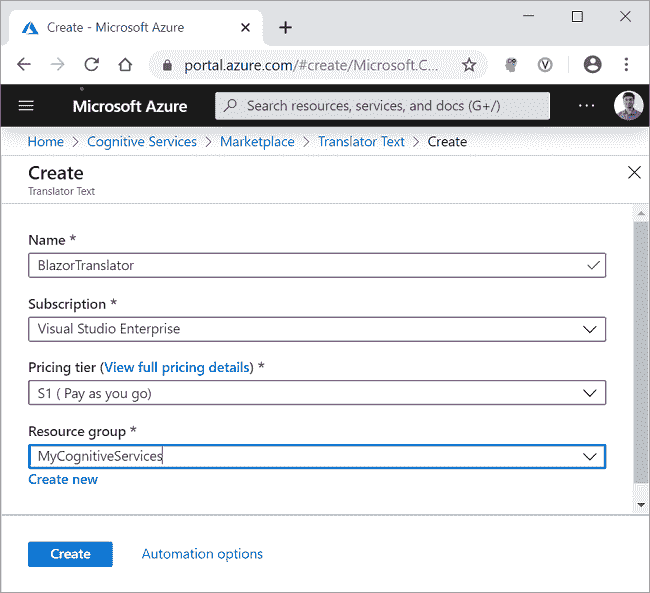 Create - Microsoft Azure
portal.azure.com/#create/Microsoft.C...
Microsoft Azure
Search resources, services, and docs (G+/)
Home > Cognitive Services > Marketplace > Translator Text > Create
Create
Translator Text
Name *
BlazorTranslator
Subscription *
Visual Studio Enterprise
Pricing tier (View full pricing details) *
S1 ( Pay as you go)
Resource group *
MyCognitiveServices
Create new
Create Automation options